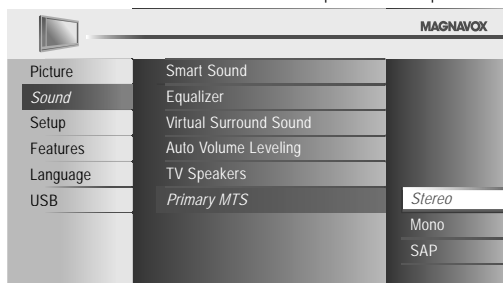 MAGNAVOX
Picture
Sound
Setup
Features
Language
USB
Smart Sound
Equalizer
Virtual Surround Sound
Auto Volume Leveling
TV Speakers
Primary MTS
Stereo
Mono
SAP